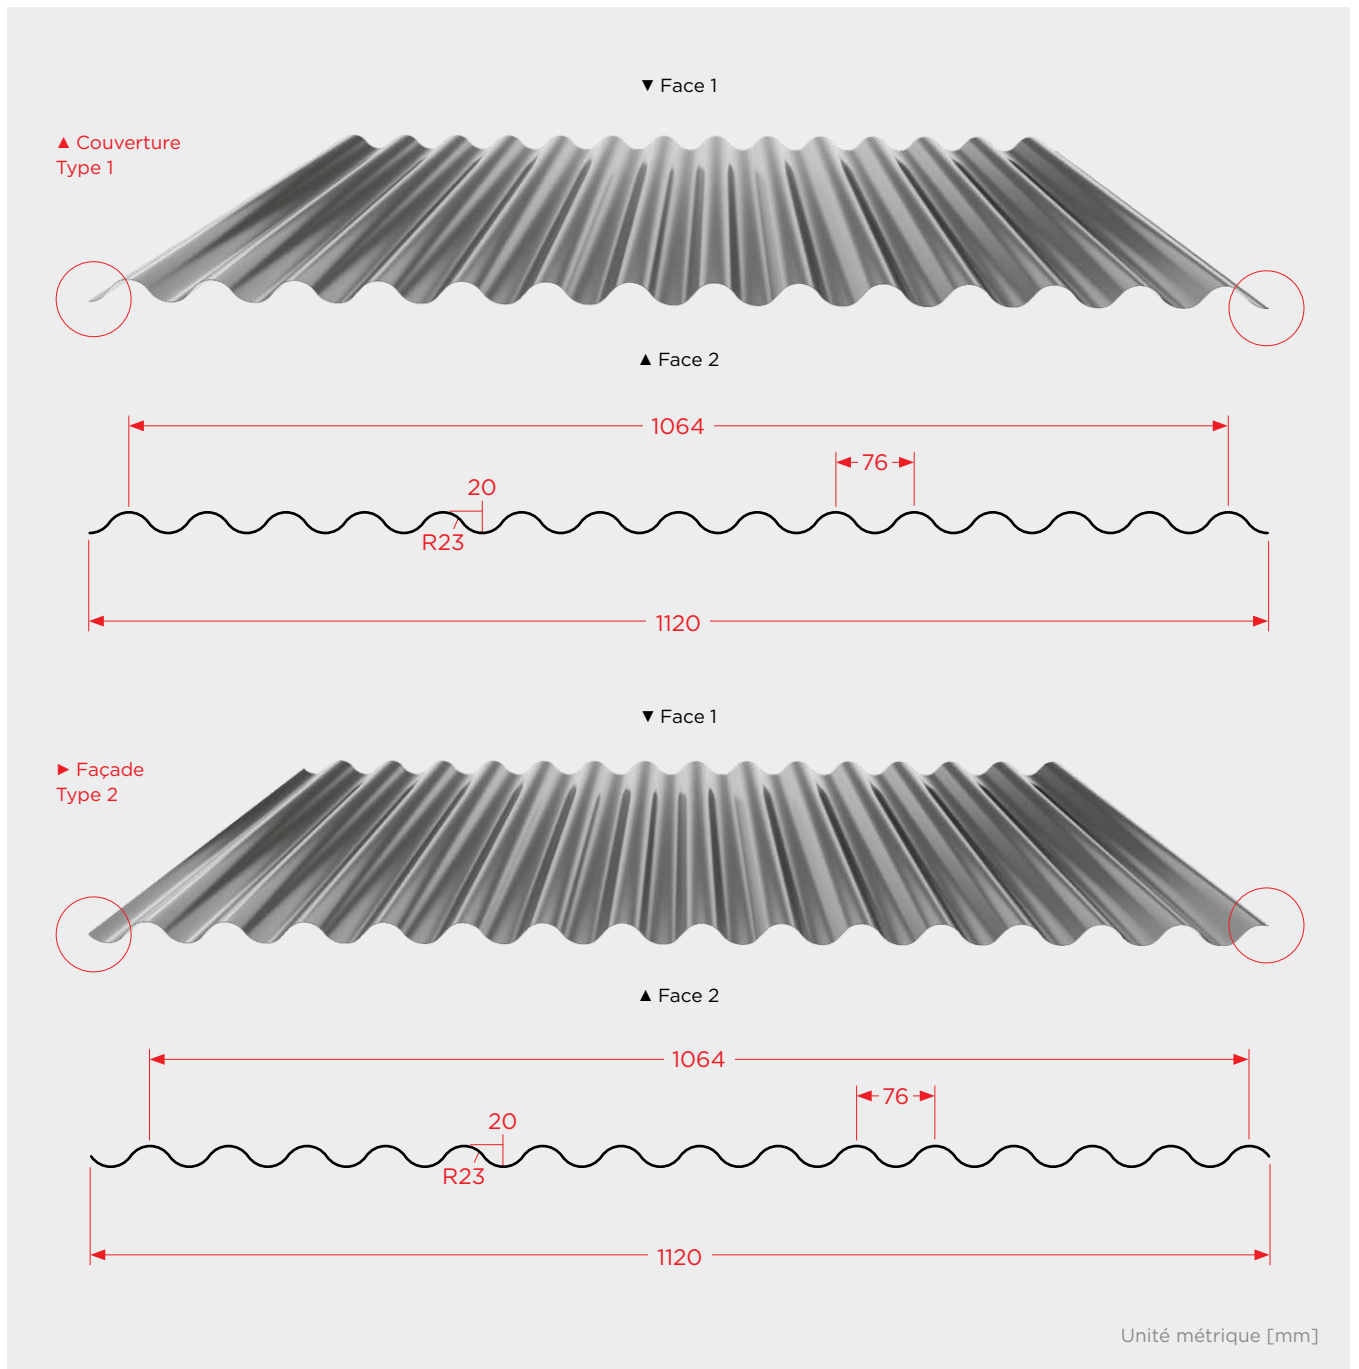 ▼ Face 1
▲ Couverture
Type 1
▲ Face 2
1064
76
20
R23
1120
▼ Face 1
► Façade
Type 2
▲ Face 2
1064
76
20
R23
1120
Unité métrique [mm]